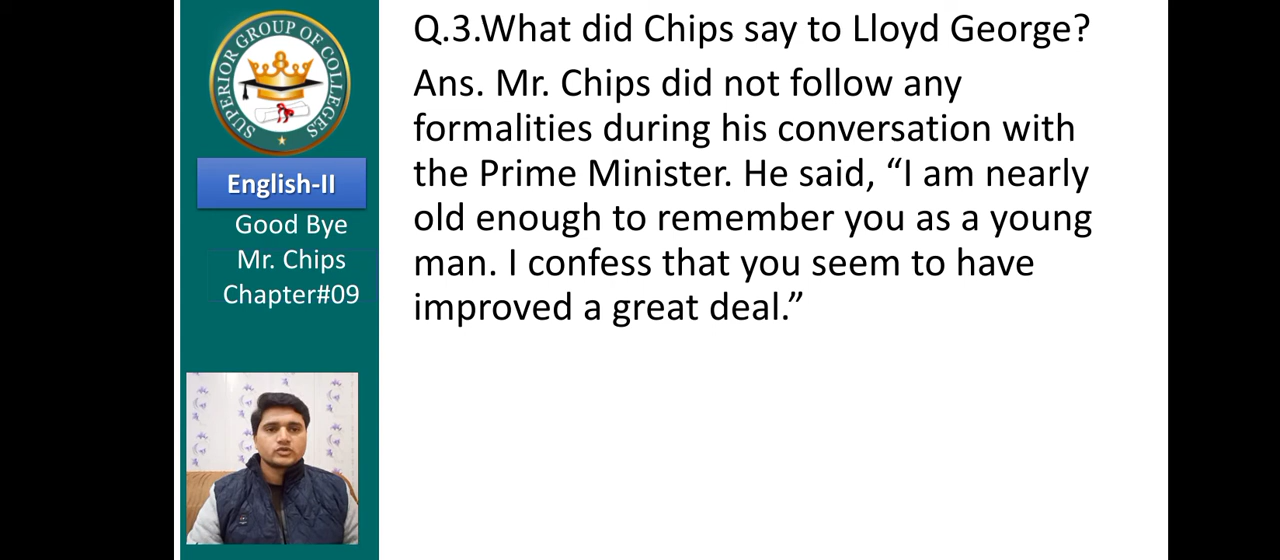 SUPERIOR GROUP OF COLLEGES
English-II
Good Bye
Mr. Chips
Chapter#09
Q.3.What did Chips say to Lloyd George?
Ans. Mr. Chips did not follow any
formalities during his conversation with
the Prime Minister. He said, “I am nearly
old enough to remember you as a young
man. I confess that you seem to have
improved a great deal.”